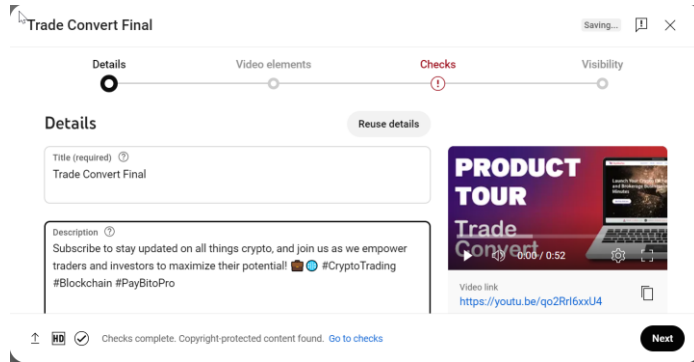 Trade Convert Final
Saving...
Details
Video elements
Checks
Visibility
Details
Reuse details
Title (required)
Trade Convert Final
Description
Subscribe to stay updated on all things crypto, and join us as we empower
traders and investors to maximize their potential! 💼🌐 #CryptoTrading
#Blockchain #PayBitoPro
PRODUCT
TOUR
Trade
Convert
0:00 / 0:52
Video link
https://youtu.be/qo2RrI6xxU4
HD
Checks complete. Copyright-protected content found. Go to checks
Next